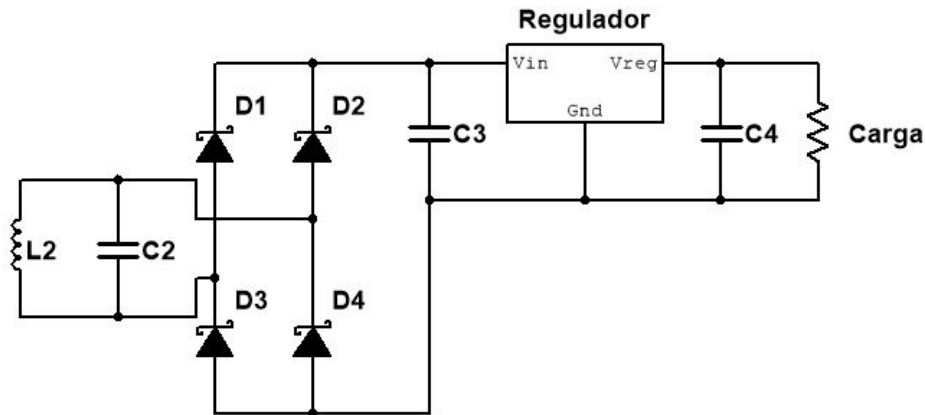 Regulador
Vin Vreg
Gnd
D1 D2
C3
C4
Carga
L2
C2
D3 D4